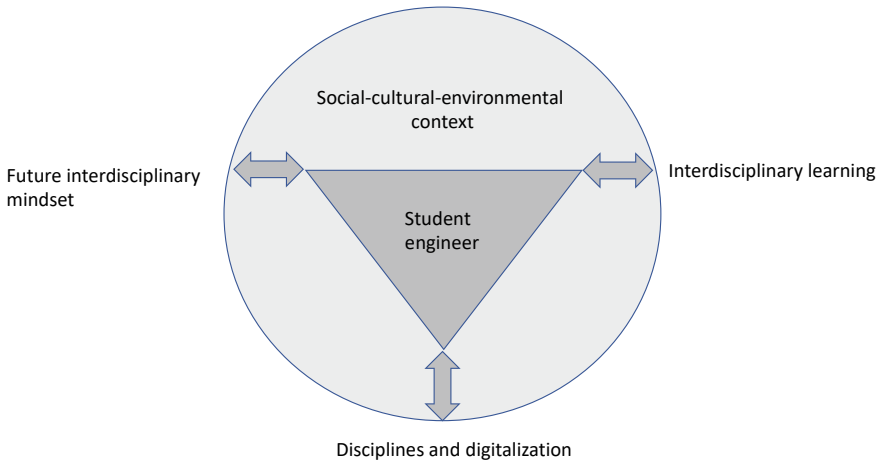 Social-cultural-environmental
context
Future interdisciplinary
mindset
Interdisciplinary learning
Student
engineer
Disciplines and digitalization